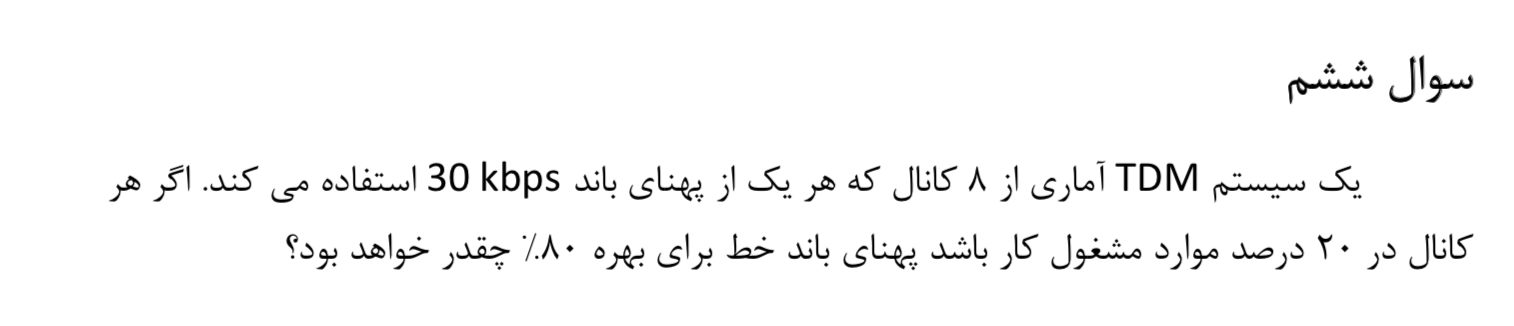 سوال ششم
یک سیستم TDM آماری از ۸ کانال که هر یک از پهنای باند 30 kbps استفاده می کند. اگر هر
کانال در ۲۰ درصد موارد مشغول کار باشد پهنای باند خط برای بهره ۸۰٪ چقدر خواهد بود؟